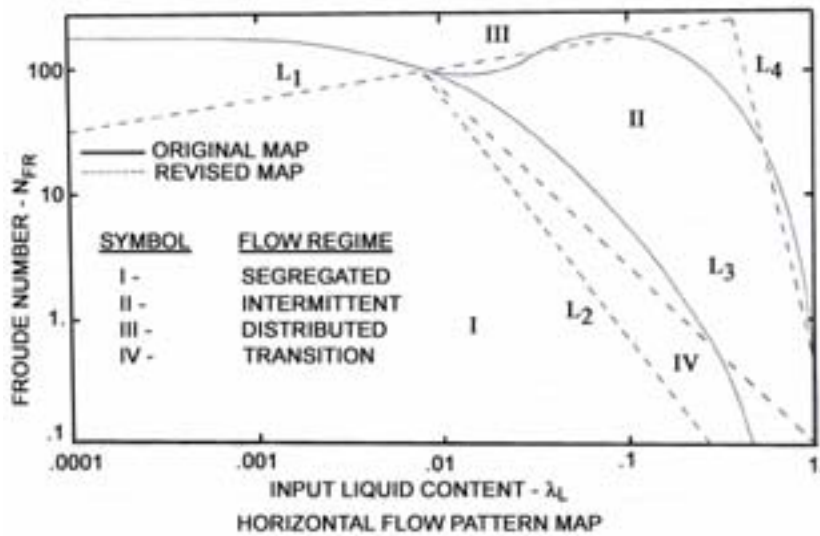 III
L1
L4
100
II
ORIGINAL MAP
REVISED MAP
FROUDE NUMBER - NFR
10
SYMBOL FLOW REGIME
I - SEGREGATED
II - INTERMITTENT
III - DISTRIBUTED
IV - TRANSITION
L3
L2
1.
I
IV
.1
.0001 .001 .01 .1 1
INPUT LIQUID CONTENT - λL
HORIZONTAL FLOW PATTERN MAP